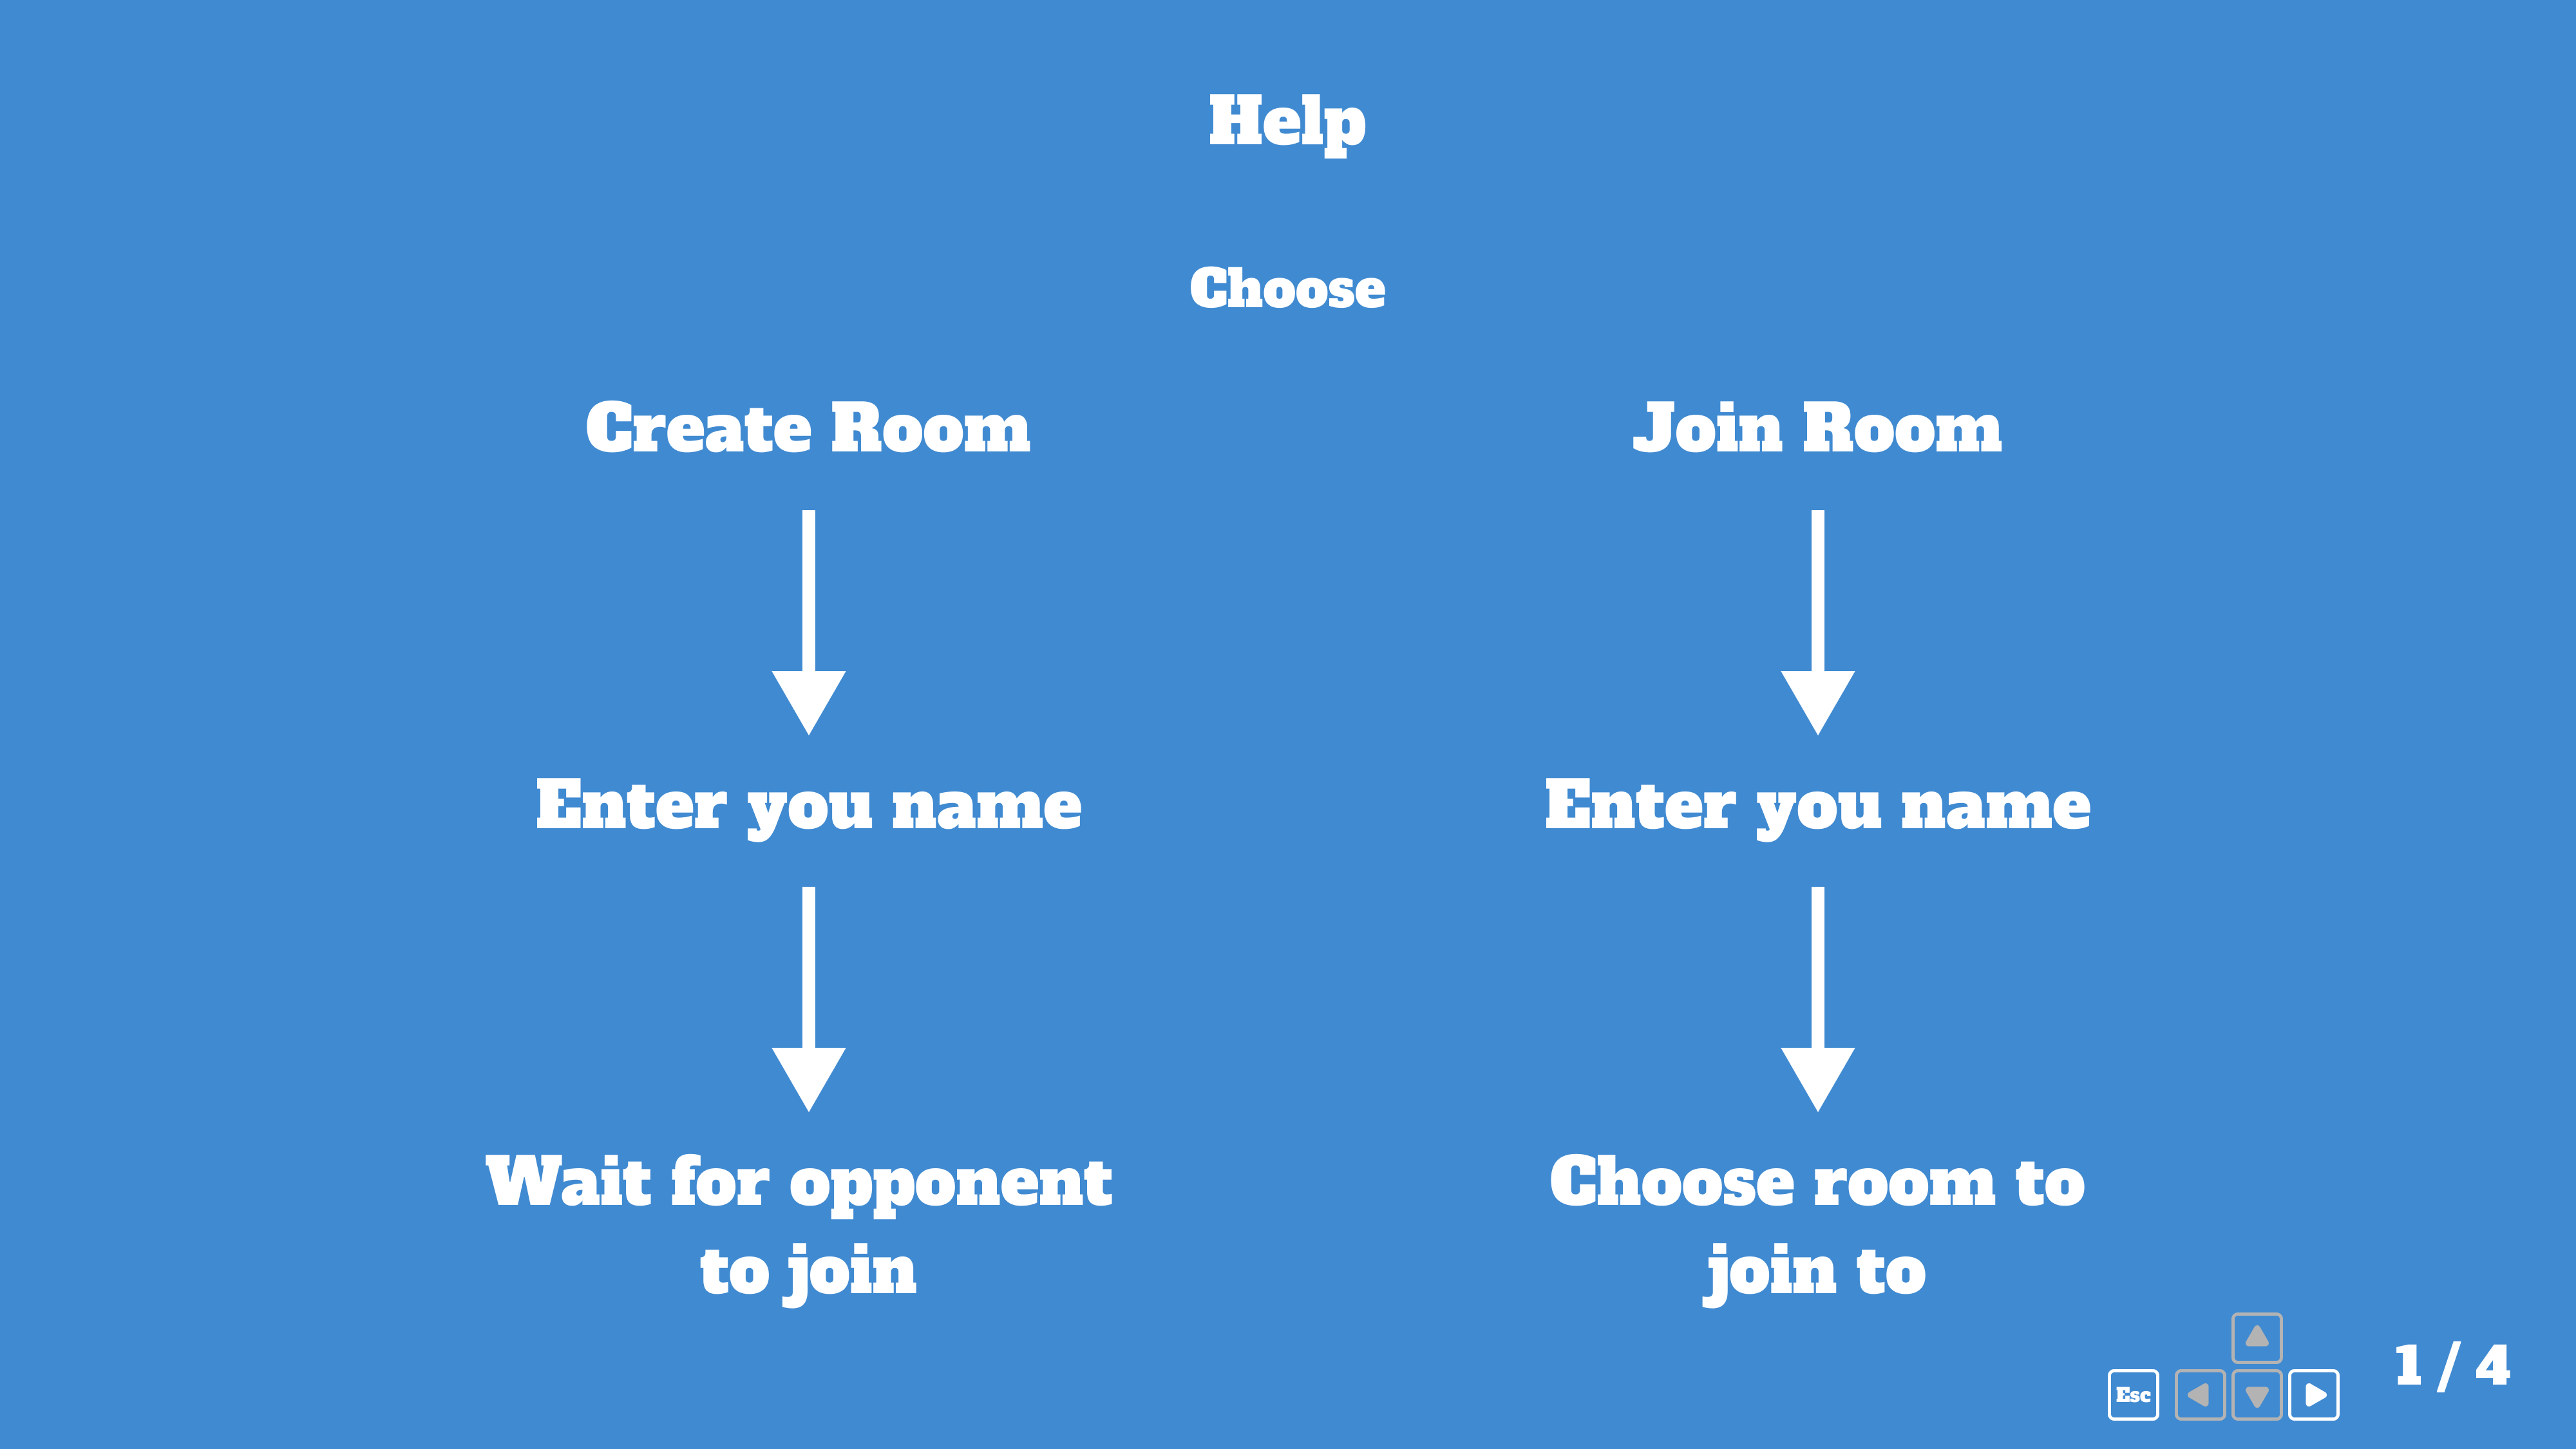 Help
Choose
Create Room
Join Room
Enter you name
Enter you name
Wait for opponent
to join
Choose room to
join to
Esc
1 / 4